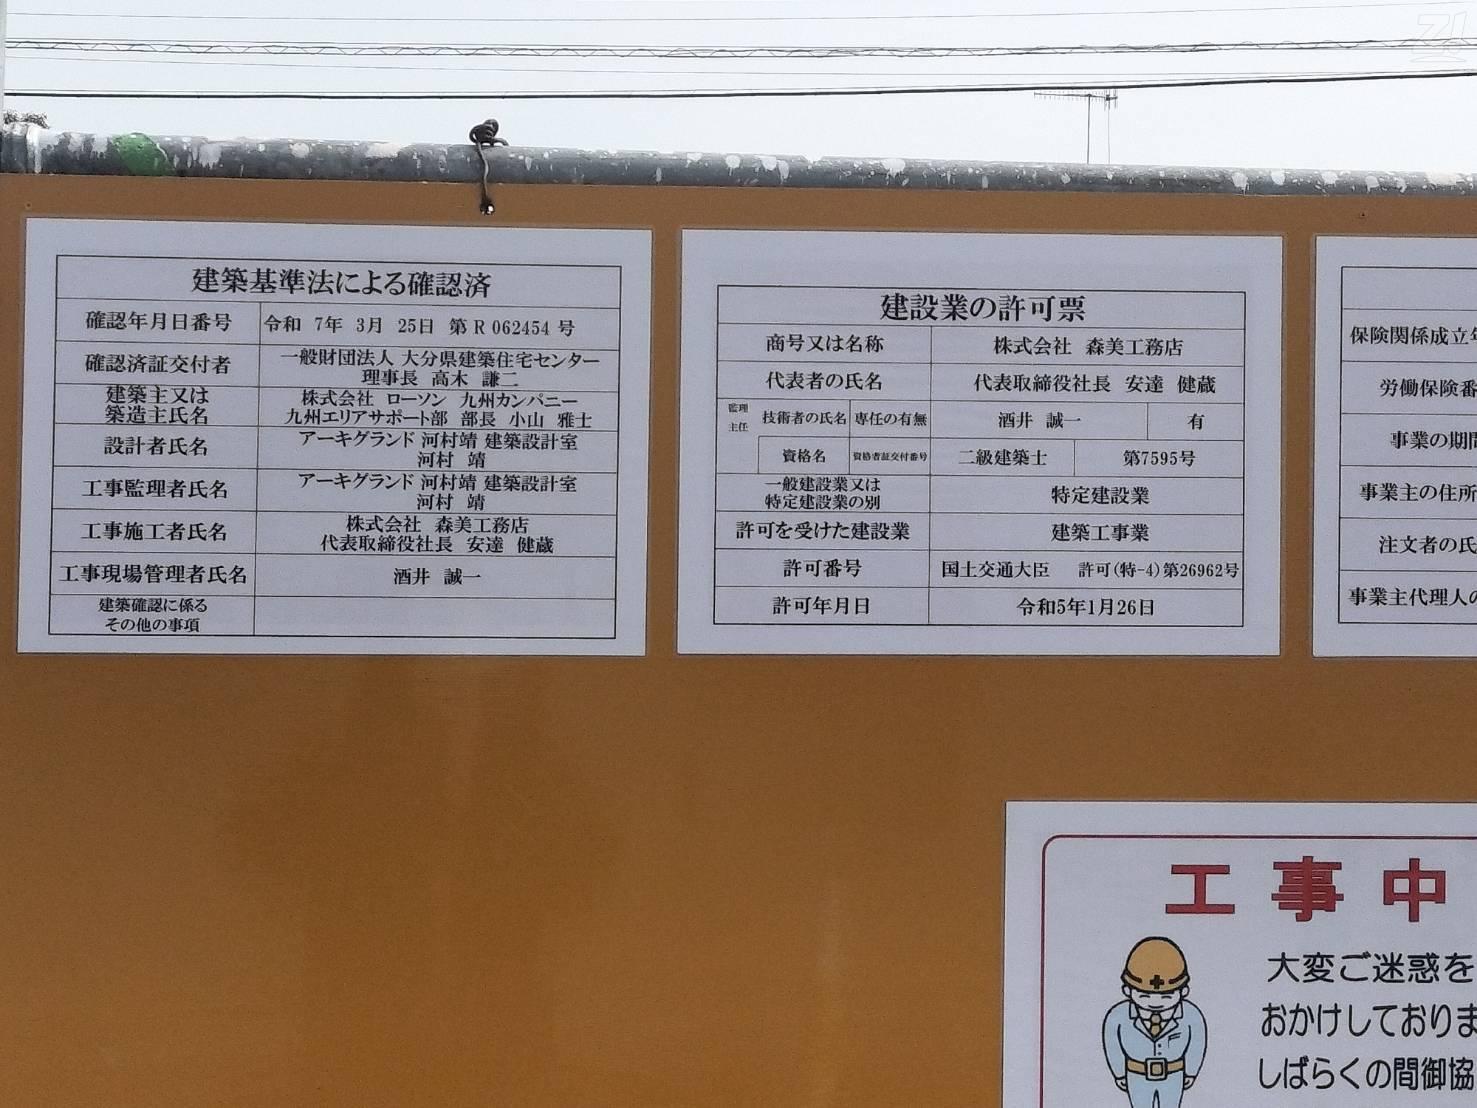 建築基準法による確認済
確認年月日番号 令和 7年 3月 25日 第 R 062454 号
確認済証交付者 一般財団法人 大分県建築住宅センター
理事長 高木 謙二
建築主又は 株式会社 ローソン 九州カンパニー
築造主氏名 九州エリアサポート部 部長 小山 雅士
設計者氏名 アーキグランド 河村靖 建築設計室
河村 靖
工事監理者氏名 アーキグランド 河村靖 建築設計室
河村 靖
工事施工者氏名 株式会社 森美工務店
代表取締役社長 安達 健蔵
工事現場管理者氏名 酒井 誠一
建築確認に係る
その他の事項
建設業の許可票
商号又は名称 株式会社 森美工務店
代表者の氏名 代表取締役社長 安達 健蔵
監理
主任 技術者の氏名 専任の有無 酒井 誠一 有
資格名 資格者証交付番号 二級建築士 第7595号
一般建設業又は
特定建設業の別 特定建設業
許可を受けた建設業 建築工事業
許可番号 国土交通大臣 許可(特-4)第26962号
許可年月日 令和5年1月26日
保険関係成立年
労働保険番
事業の期間
事業主の住所
注文者の氏
事業主代理人の
工事中
大変ご迷惑を
おかけしておりま
しばらくの間御協
Z!